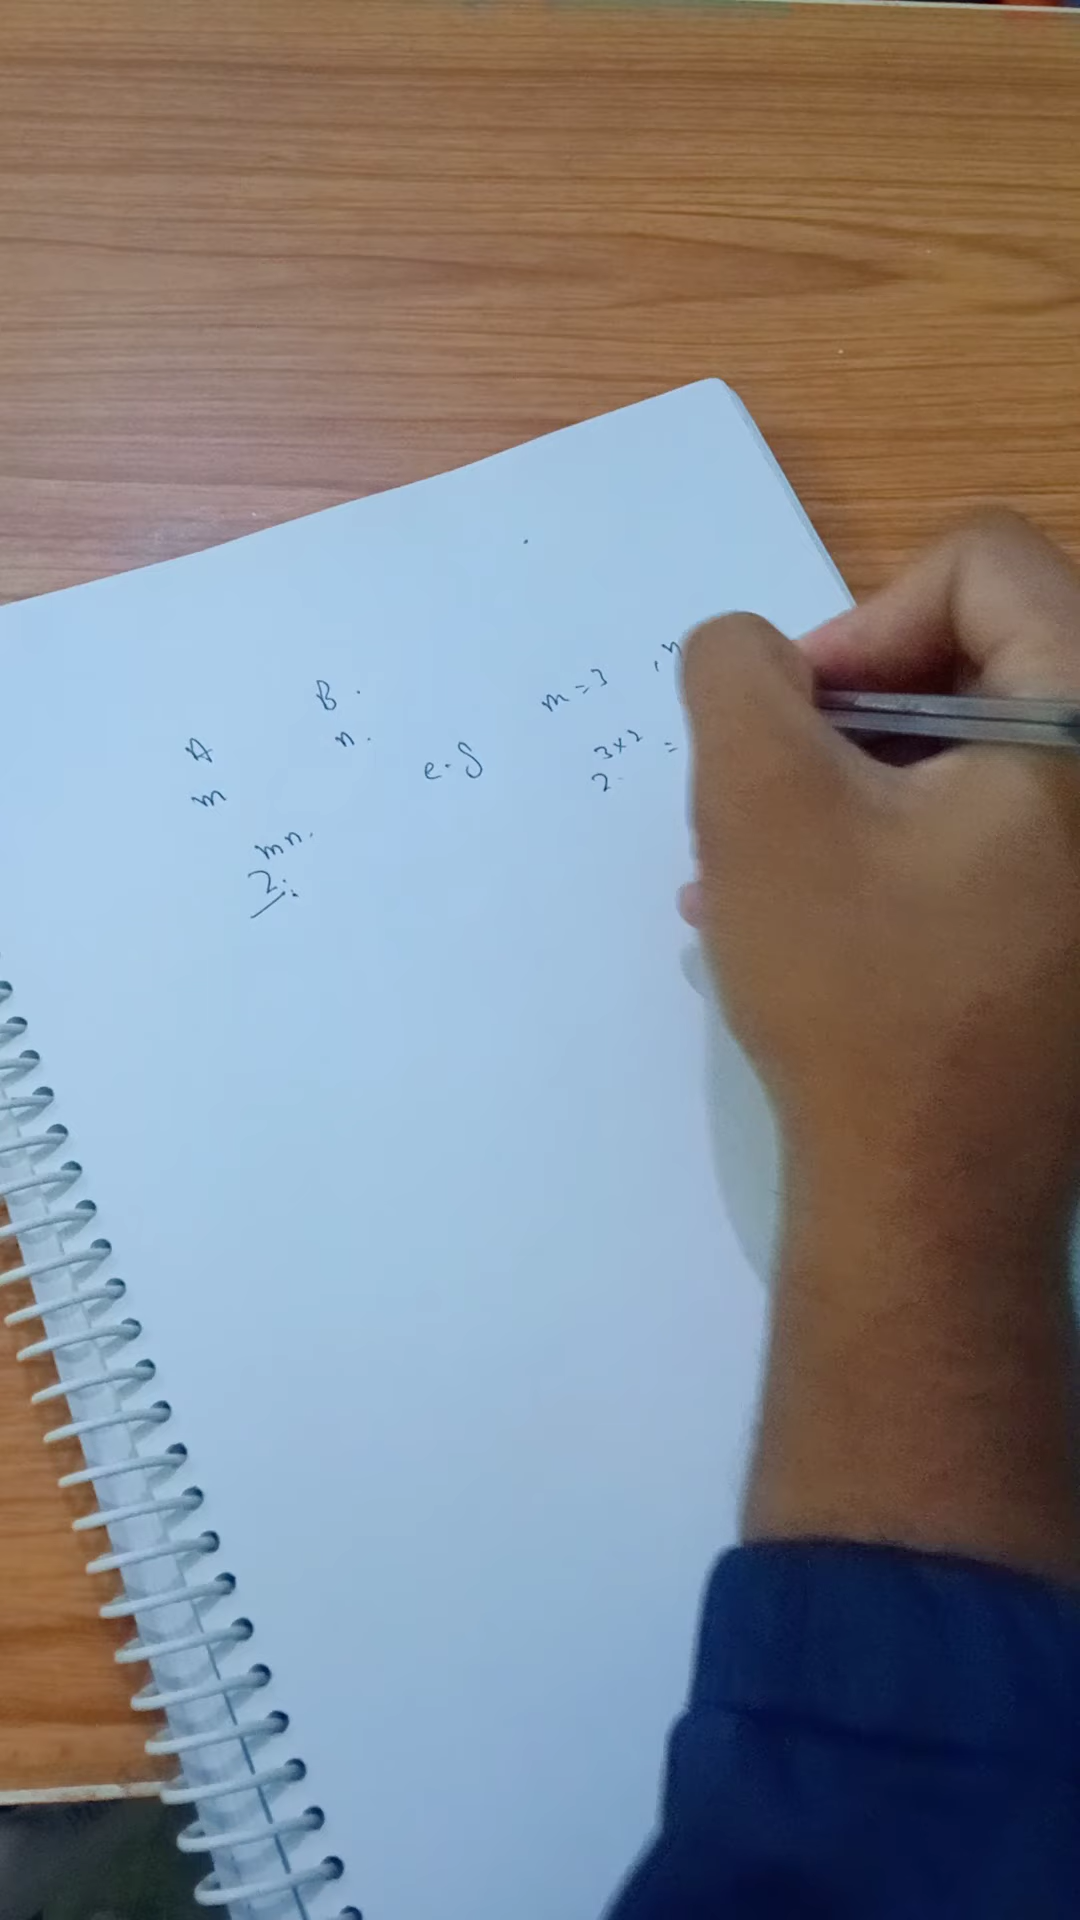 A B.
m n.
2^{mn}.
e.g m=3 , n
2^{3×2} =